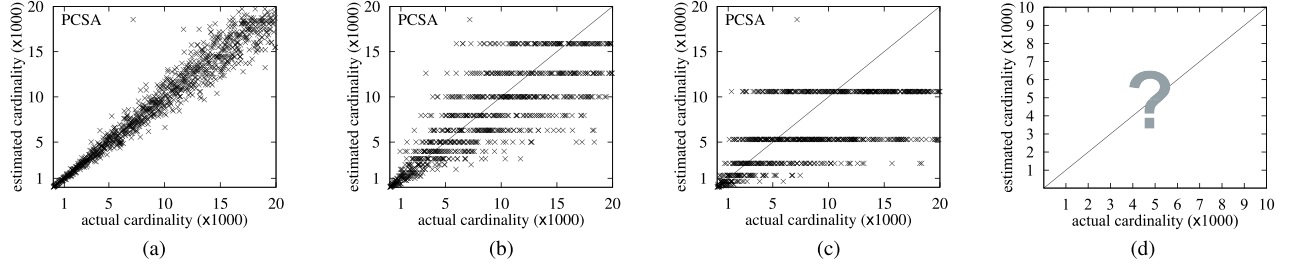 PCSA
estimated cardinality (x1000)
20
15
10
5
1
1 5 10 15 20
actual cardinality (x1000)
(a)
PCSA
estimated cardinality (x1000)
20
15
10
5
1
1 5 10 15 20
actual cardinality (x1000)
(b)
PCSA
estimated cardinality (x1000)
20
15
10
5
1
1 5 10 15 20
actual cardinality (x1000)
(c)
estimated cardinality (x1000)
10
9
8
7
6
5
4
3
2
1
?
1 2 3 4 5 6 7 8 9 10
actual cardinality (x1000)
(d)